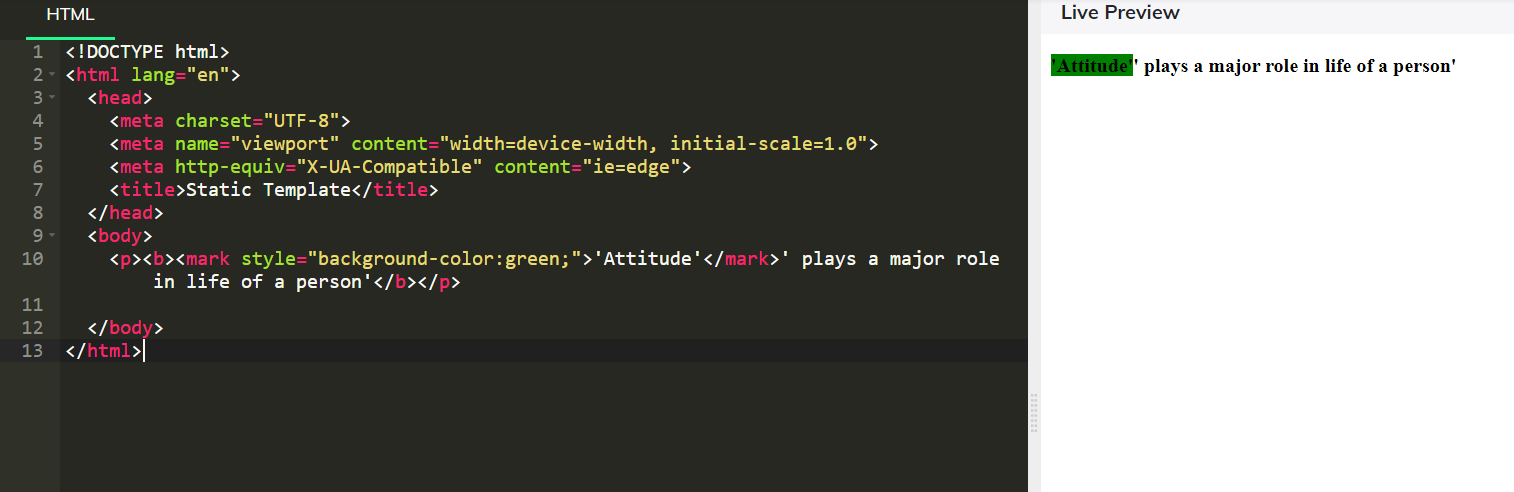 HTML
1 <!DOCTYPE html>
2 <html lang="en">
3 <head>
4 <meta charset="UTF-8">
5 <meta name="viewport" content="width=device-width, initial-scale=1.0">
6 <meta http-equiv="X-UA-Compatible" content="ie=edge">
7 <title>Static Template</title>
8 </head>
9 <body>
10 <p><b><mark style="background-color:green;">'Attitude'</mark>' plays a major role
in life of a person'</b></p>
11
12 </body>
13 </html>
Live Preview
'Attitude'' plays a major role in life of a person'